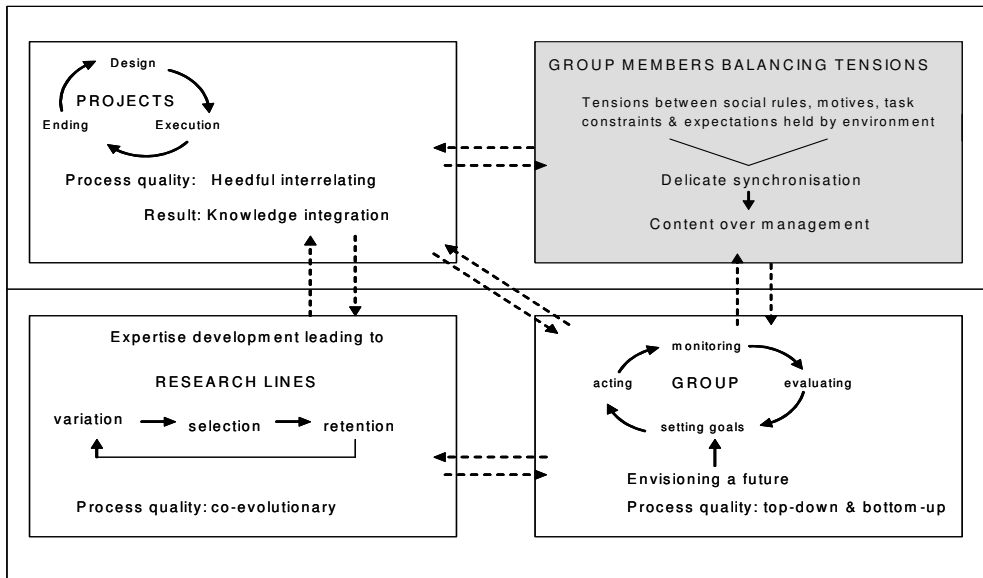 Design
PROJECTS
Ending
Execution
Process quality: Heedful interrelating
Result: Knowledge integration
GROUP MEMBERS BALANCING TENSIONS
Tensions between social rules, motives, task
constraints & expectations held by environment
Delicate synchronisation
Content over management
Expertise development leading to
RESEARCH LINES
variation
selection
retention
Process quality: co-evolutionary
monitoring
acting
GROUP
evaluating
setting goals
Envisioning a future
Process quality: top-down & bottom-up